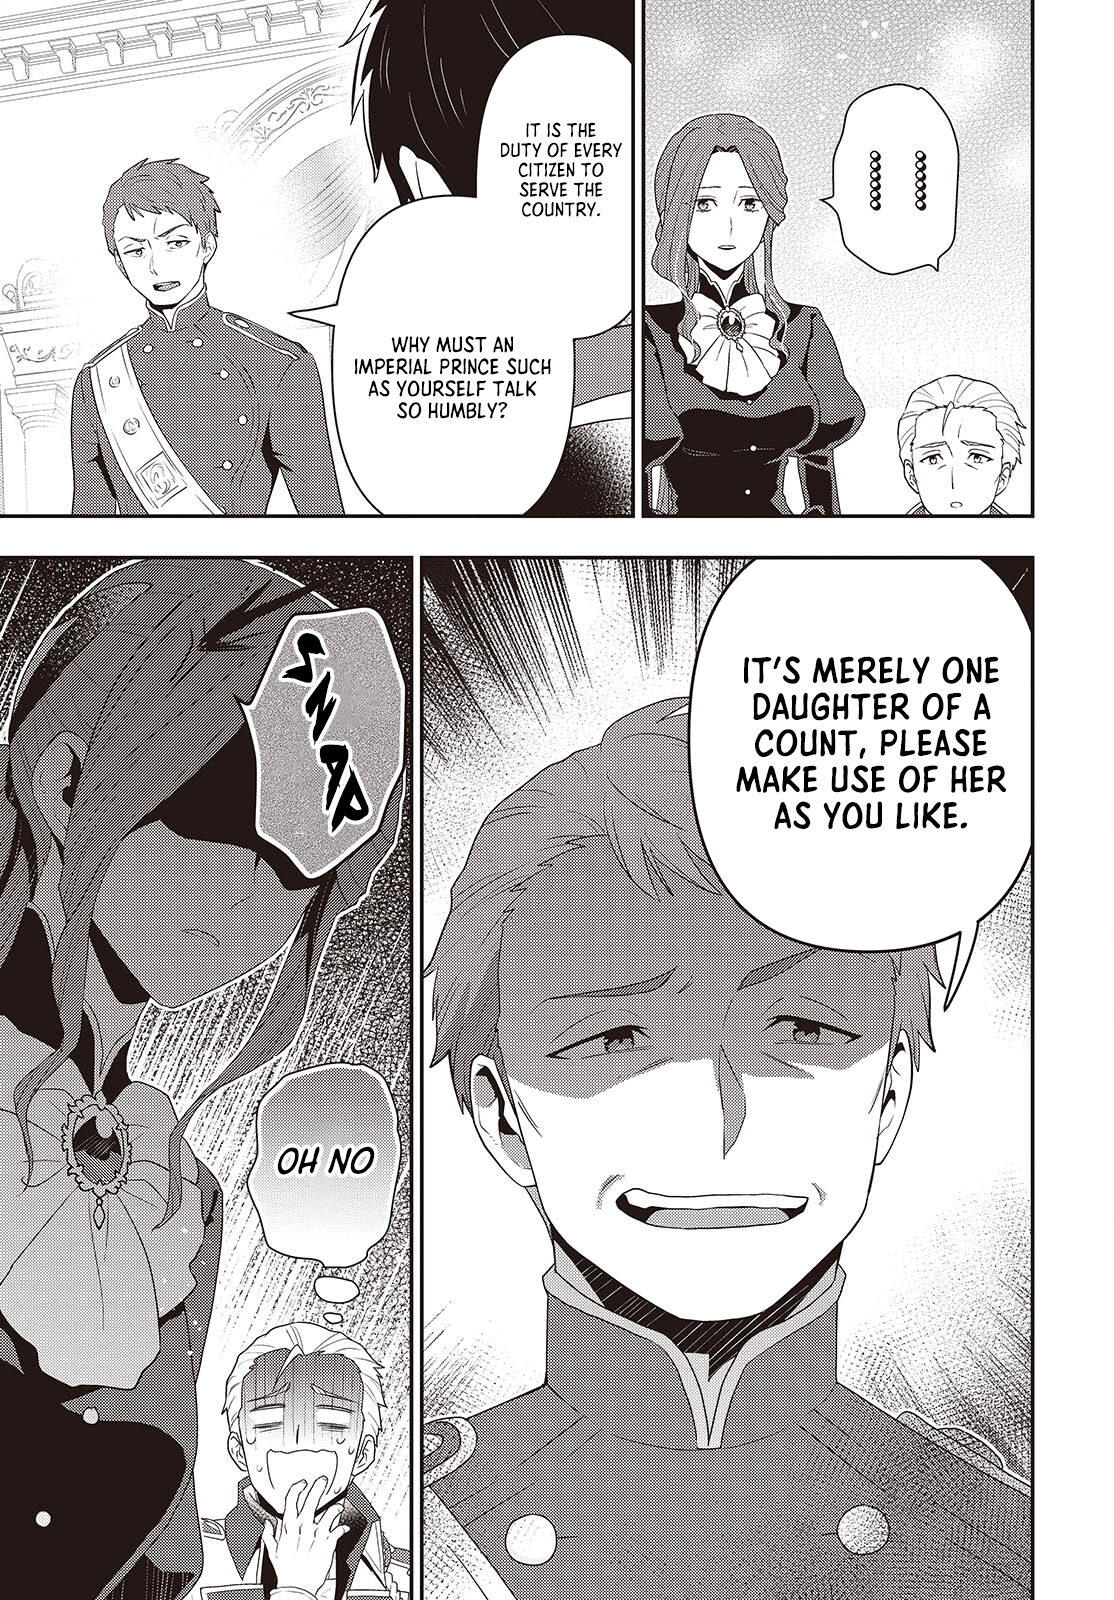 IT IS THE
DUTY OF EVERY
CITIZEN TO
SERVE THE
COUNTRY.
WHY MUST AN
IMPERIAL PRINCE SUCH
AS YOURSELF TALK
SO HUMBLY?
IT'S MERELY ONE
DAUGHTER OF A
COUNT, PLEASE
MAKE USE OF HER
AS YOU LIKE.
SNAP
OH NO